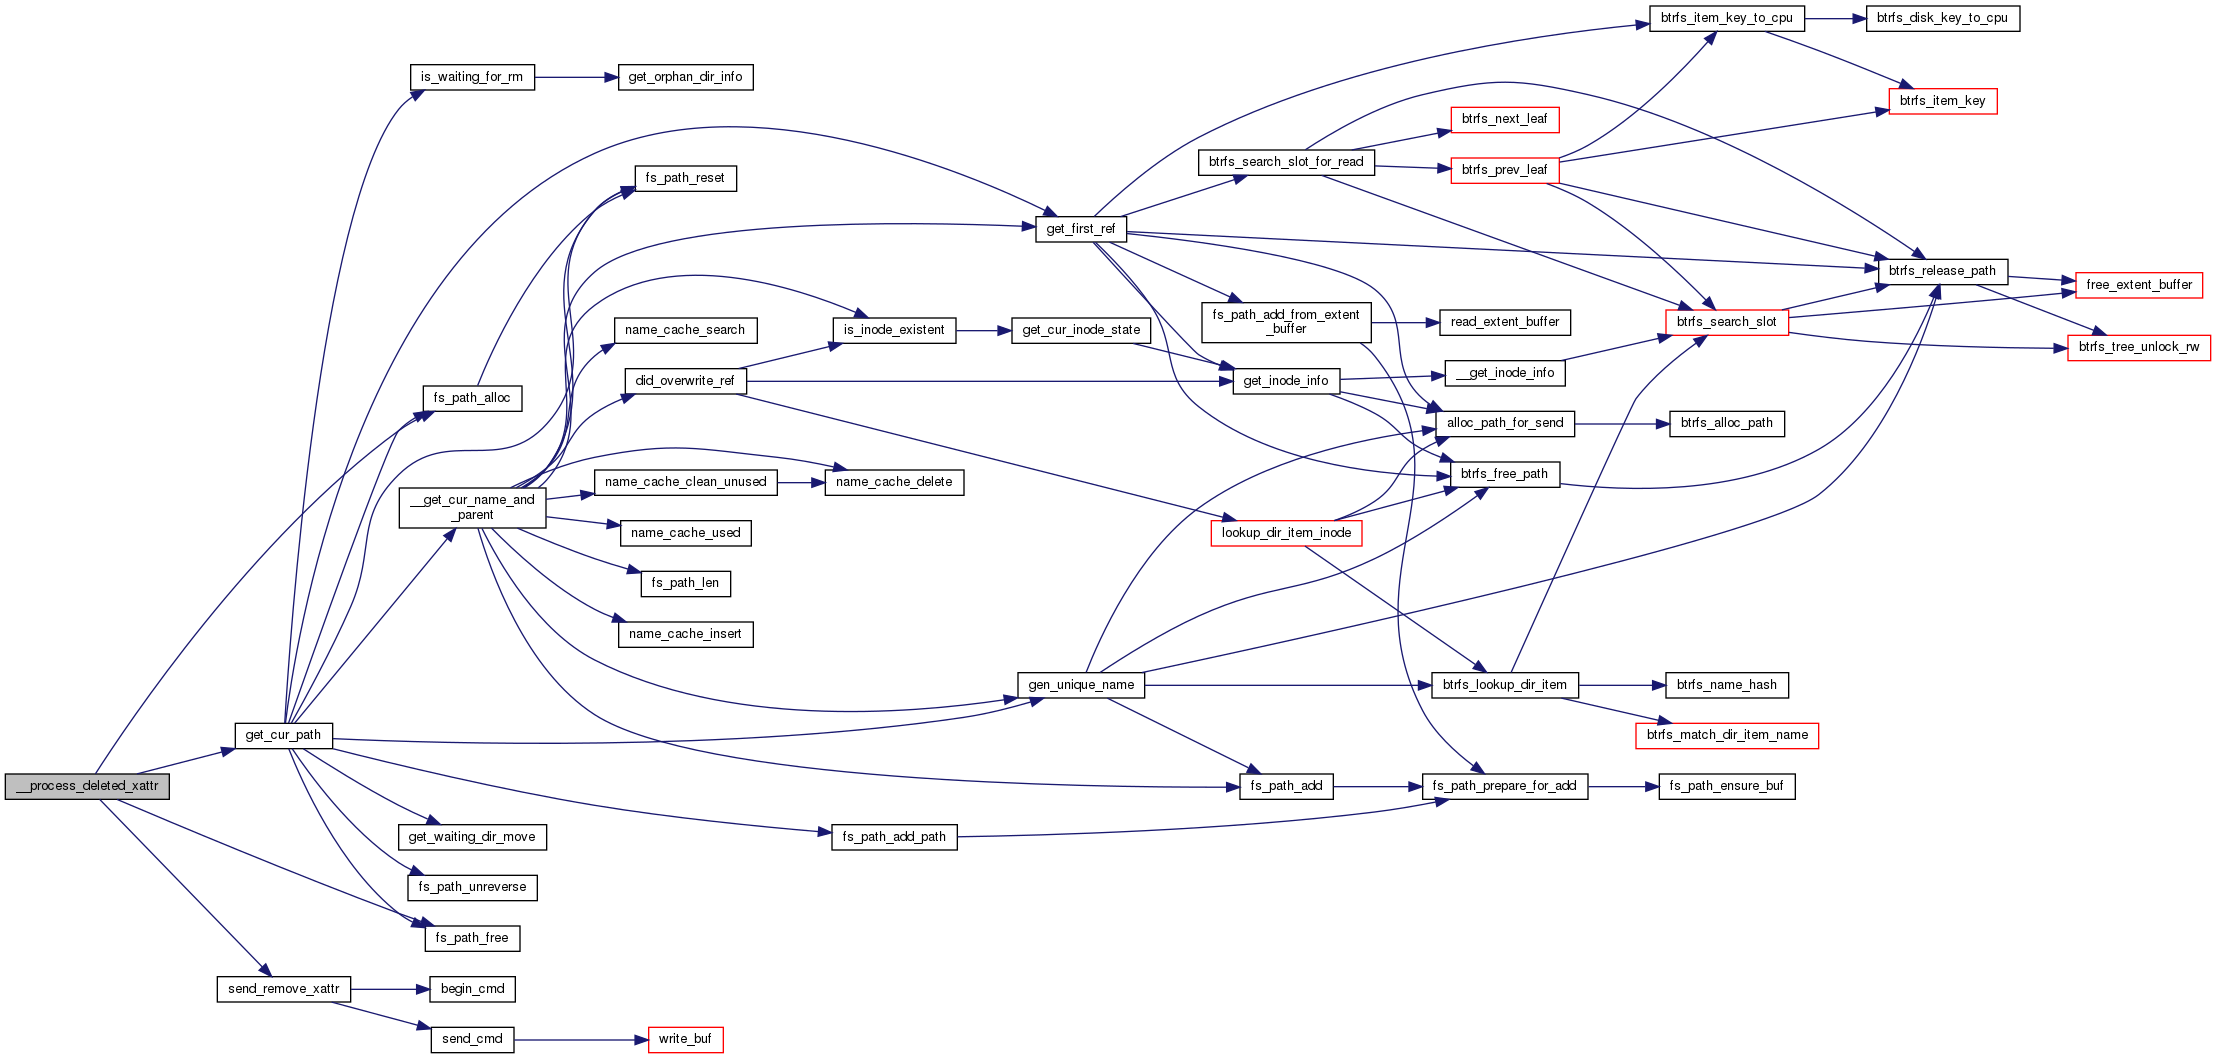 btrfs_item_key_to_cpu
btrfs_disk_key_to_cpu
is_waiting_for_rm
get_orphan_dir_info
btrfs_item_key
btrfs_next_leaf
btrfs_search_slot_for_read
btrfs_prev_leaf
fs_path_reset
get_first_ref
btrfs_release_path
free_extent_buffer
fs_path_add_from_extent
_buffer
read_extent_buffer
btrfs_search_slot
name_cache_search
is_inode_existent
get_cur_inode_state
btrfs_tree_unlock_rw
did_overwrite_ref
get_inode_info
__get_inode_info
fs_path_alloc
alloc_path_for_send
btrfs_alloc_path
btrfs_free_path
name_cache_clean_unused
name_cache_delete
__get_cur_name_and
_parent
name_cache_used
lookup_dir_item_inode
fs_path_len
name_cache_insert
gen_unique_name
btrfs_lookup_dir_item
btrfs_name_hash
get_cur_path
btrfs_match_dir_item_name
__process_deleted_xattr
fs_path_add
fs_path_prepare_for_add
fs_path_ensure_buf
get_waiting_dir_move
fs_path_add_path
fs_path_unreverse
fs_path_free
send_remove_xattr
begin_cmd
send_cmd
write_buf